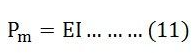 Pm = EI … … … (11)